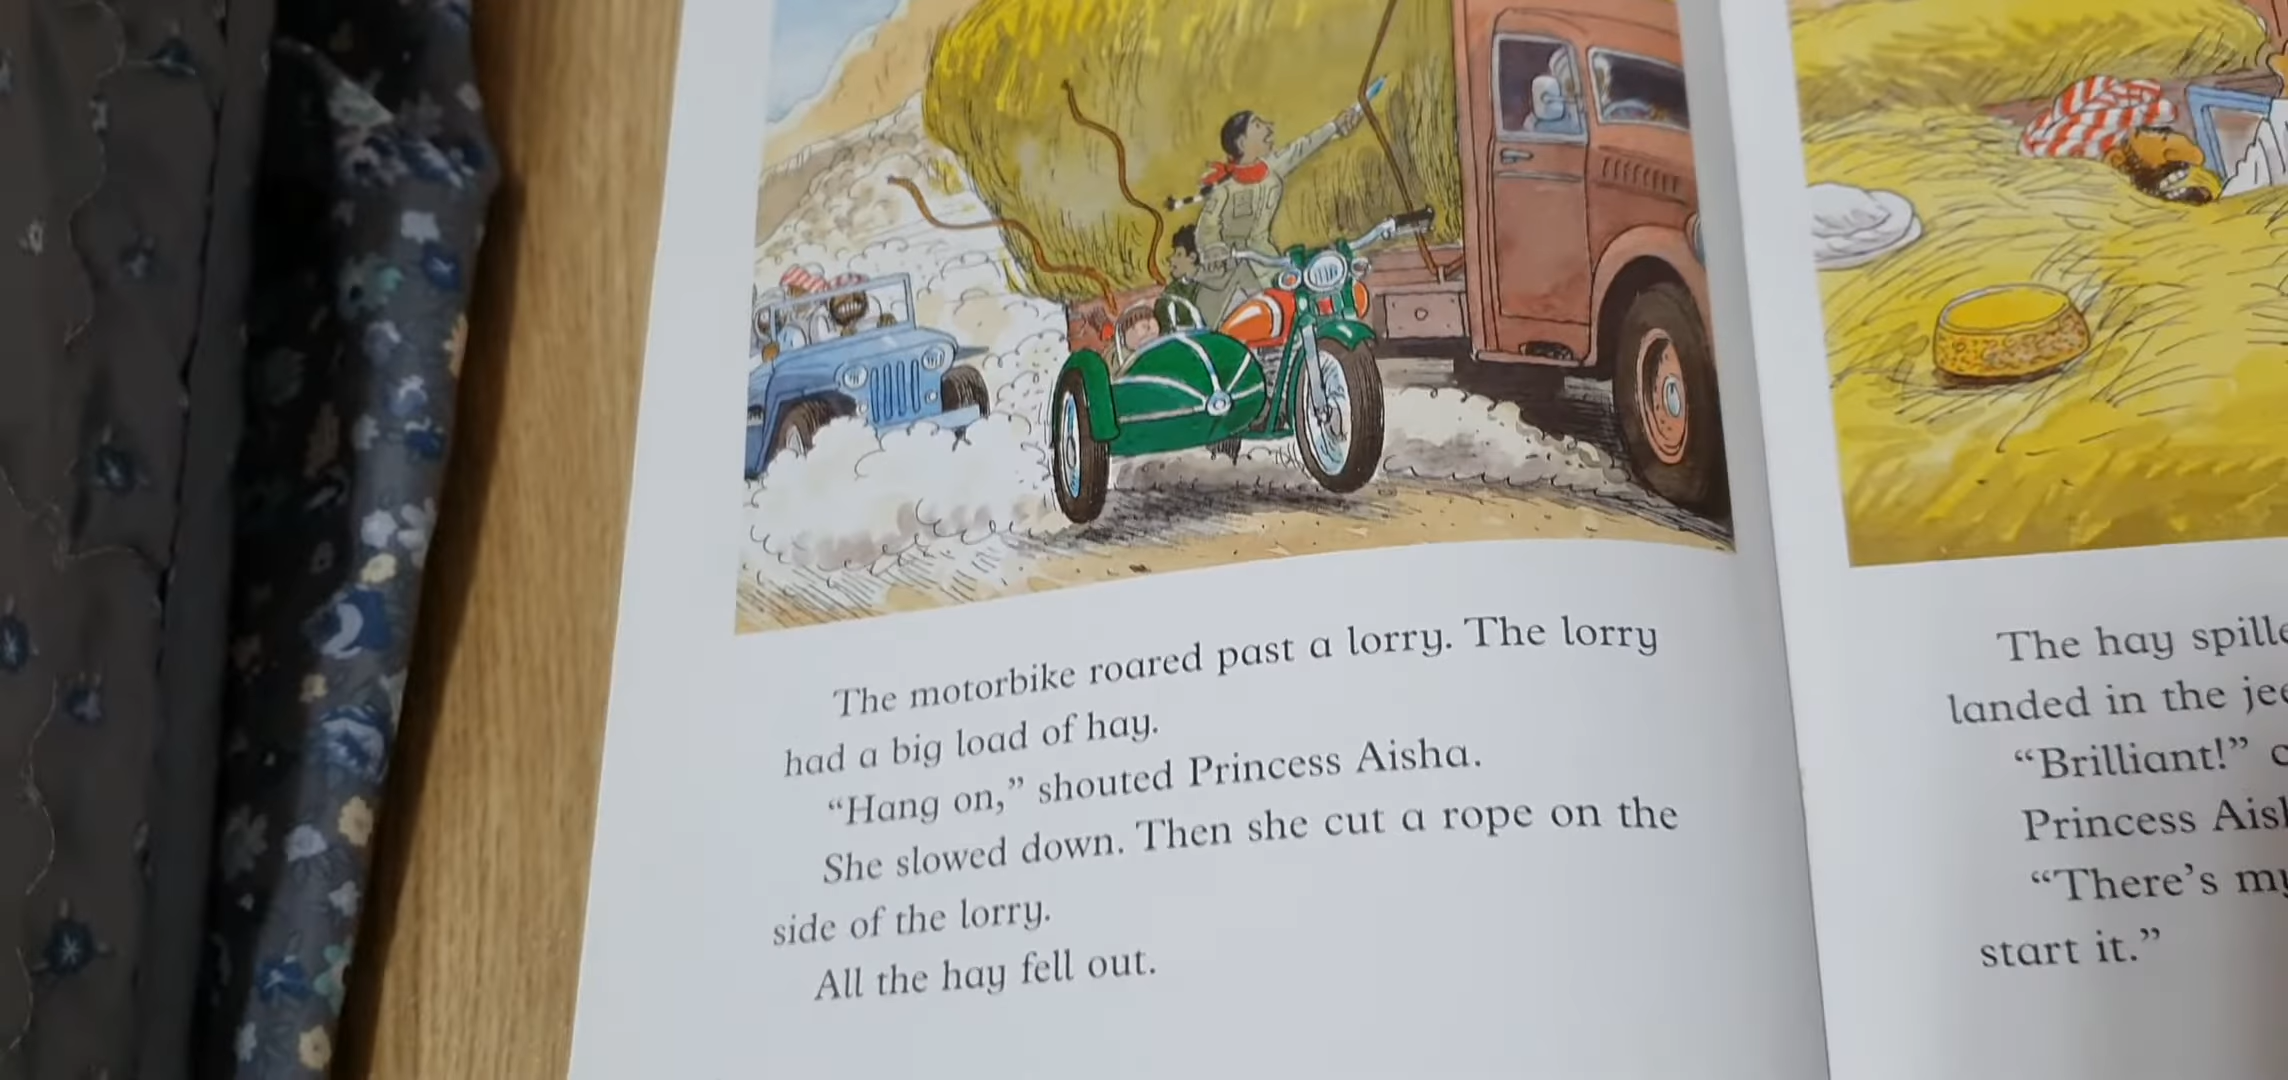 The motorbike roared past a lorry. The lorry
had a big load of hay.
“Hang on,” shouted Princess Aisha.
She slowed down. Then she cut a rope on the
side of the lorry.
All the hay fell out.
The hay
landed in the
“Brilliant!”
Princess
“There’s
start it.”